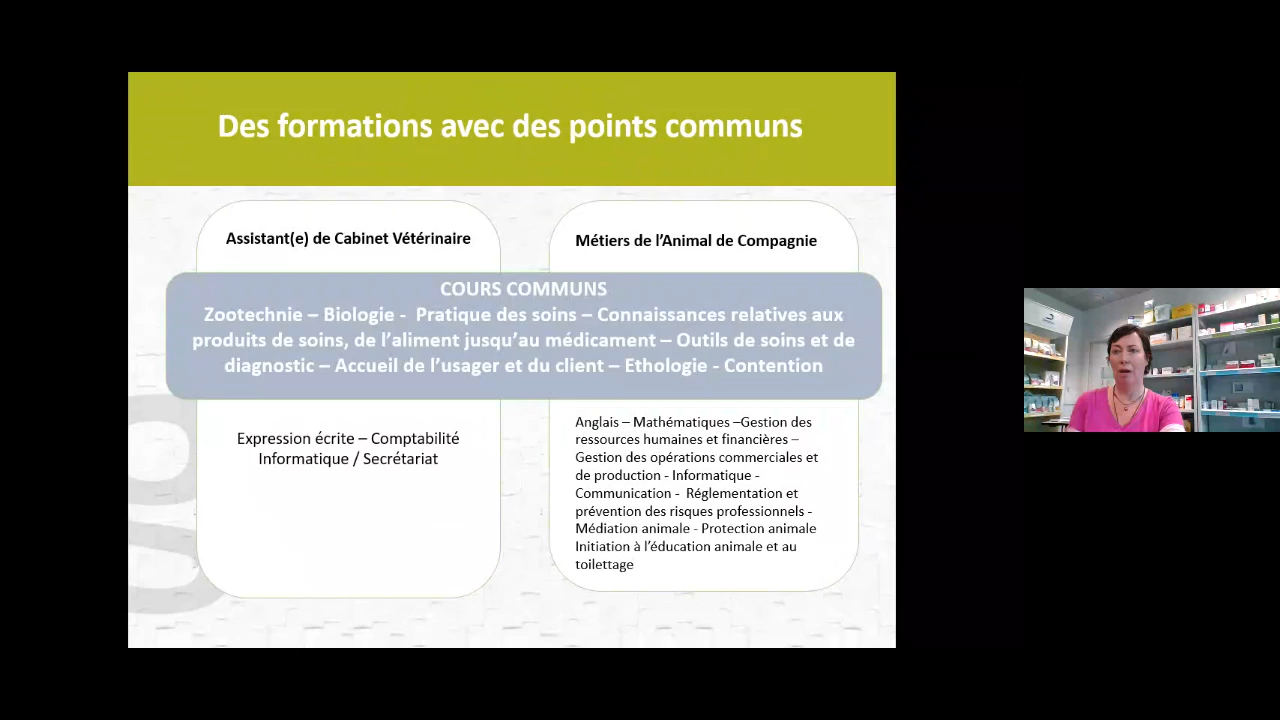 Des formations avec des points communs
Assistant(e) de Cabinet Vétérinaire
Métiers de l'Animal de Compagnie
COURS COMMUNS
Zootechnie – Biologie - Pratique des soins – Connaissances relatives aux
produits de soins, de l'aliment jusqu'au médicament – Outils de soins et de
diagnostic – Accueil de l'usager et du client – Ethologie - Contention
Expression écrite – Comptabilité
Informatique / Secrétariat
Anglais – Mathématiques –Gestion des
ressources humaines et financières –
Gestion des opérations commerciales et
de production - Informatique -
Communication - Réglementation et
prévention des risques professionnels -
Médiation animale - Protection animale
Initiation à l'éducation animale et au
toilettage